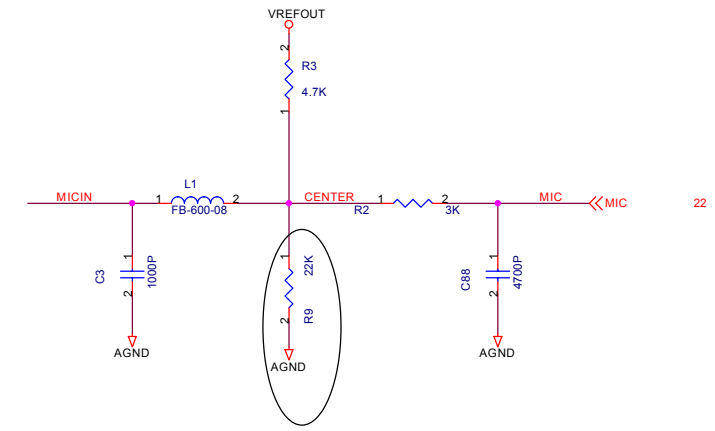 VREFOUT
2
R3
4.7K
1
MICIN
L1
1
2
FB-600-08
CENTER
R2
1
2
3K
MIC
MIC
22
C3
1
2
1000P
AGND
1
22K
2
R9
AGND
C88
1
2
4700P
AGND